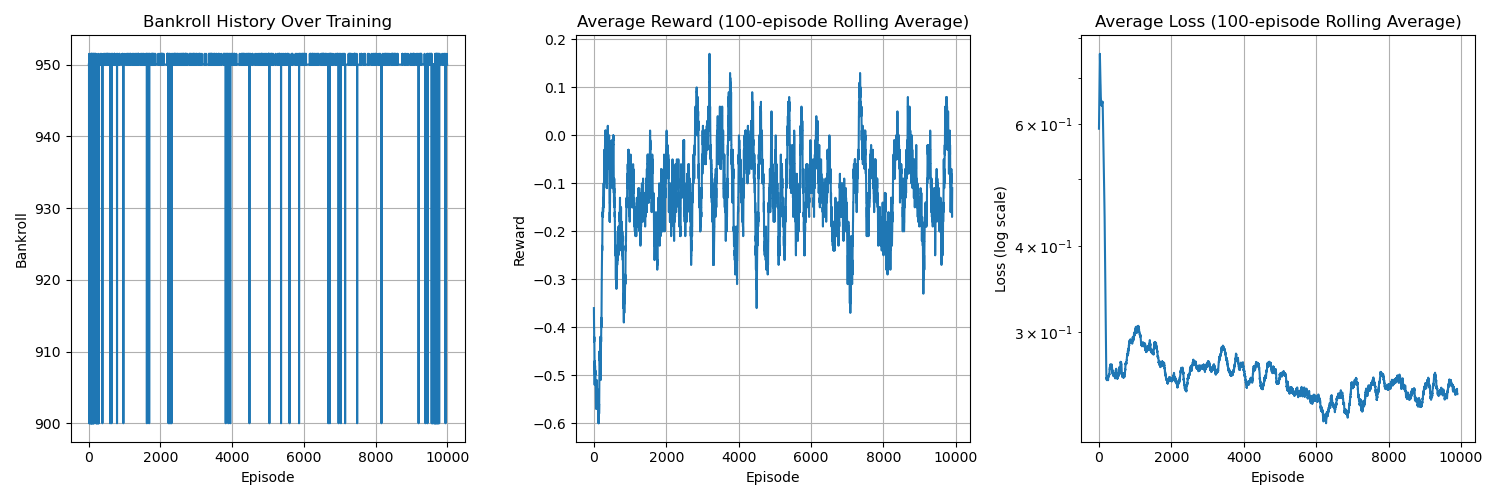 Bankroll History Over Training
950
940
930
920
910
900
Bankroll
0
2000
4000
6000
8000
10000
Episode
Average Reward (100-episode Rolling Average)
0.2
0.1
0.0
−0.1
−0.2
−0.3
−0.4
−0.5
−0.6
Reward
0
2000
4000
6000
8000
10000
Episode
Average Loss (100-episode Rolling Average)
6 × 10⁻¹
4 × 10⁻¹
3 × 10⁻¹
Loss (log scale)
0
2000
4000
6000
8000
10000
Episode